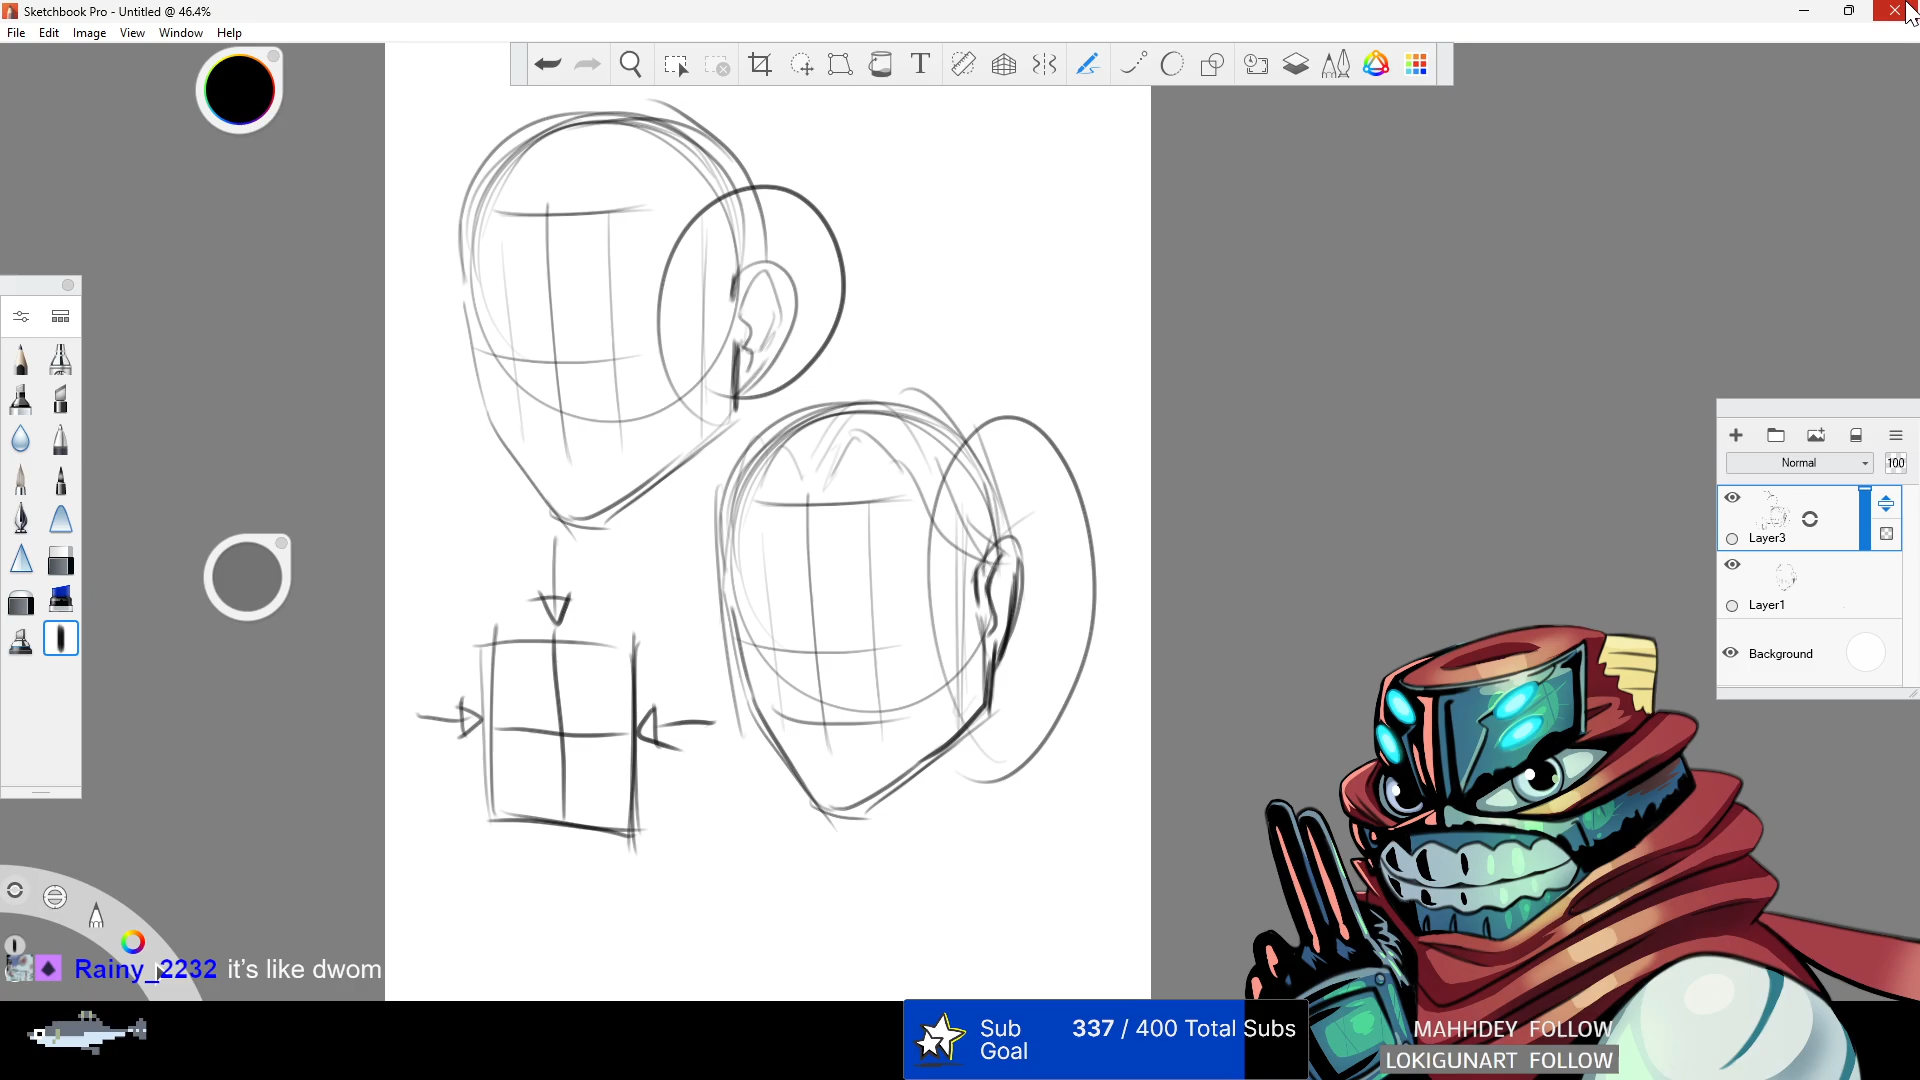 Sketchbook Pro - Untitled @ 46.4%
File Edit Image View Window Help
T
Normal 100
Layer3
Layer1
Background
Rainy_2232 it's like dwom
Sub Goal 337 / 400 Total Subs
MAHHDEY FOLLOW
LOKIGUNART FOLLOW